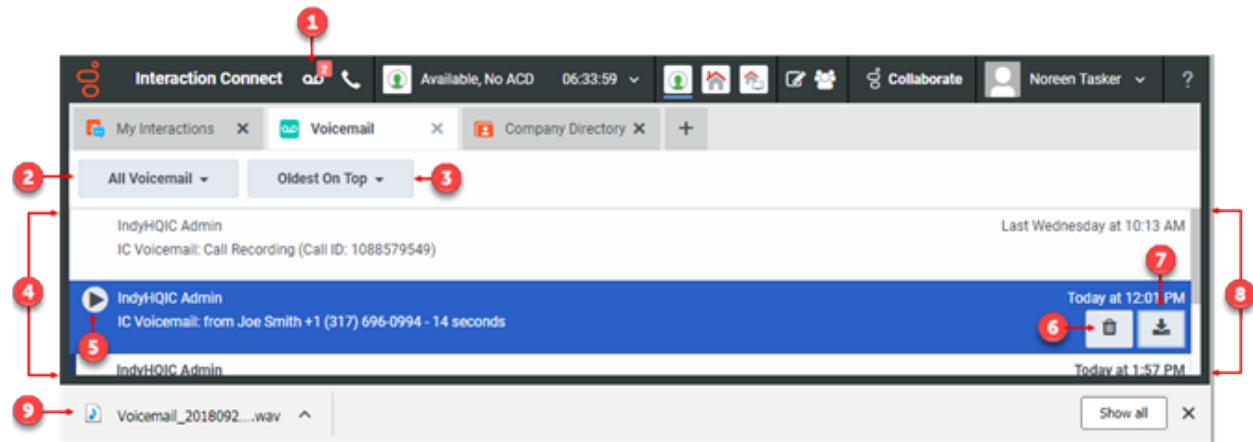 1
Interaction Connect 2 Available, No ACD 06:33:59 Collaborate Noreen Tasker ?
My Interactions Voicemail Company Directory +
2 All Voicemail Oldest On Top 3
IndyHQIC Admin Last Wednesday at 10:13 AM
IC Voicemail: Call Recording (Call ID: 1088579549)
7
4 8
IndyHQIC Admin Today at 12:01 PM
IC Voicemail: from Joe Smith +1 (317) 696-0994 - 14 seconds
5 6
IndyHQIC Admin Today at 1:57 PM
9 Voicemail_2018092....wav Show all